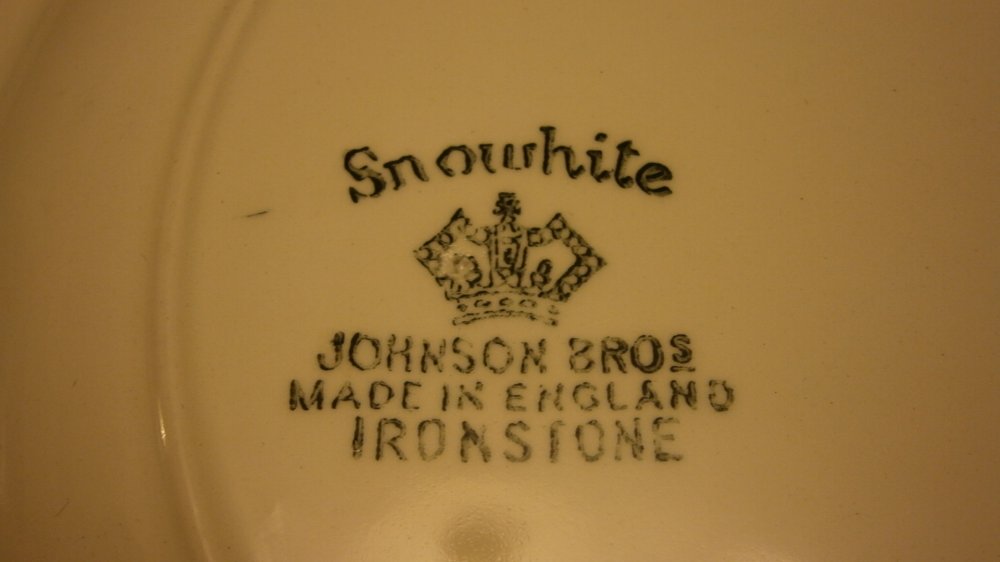 Snowhite
JOHNSON BROS
MADE IN ENGLAND
IRONSTONE